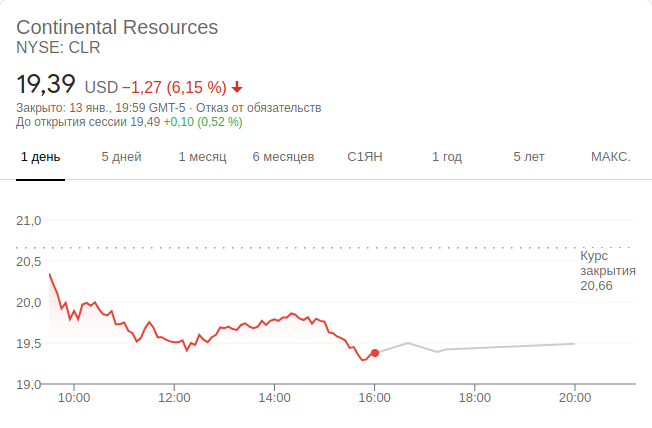 Continental Resources
NYSE: CLR
19,39 USD −1,27 (6,15 %)
Закрыто: 13 янв., 19:59 GMT-5 · Отказ от обязательств
До открытия сессии 19,49 +0,10 (0,52 %)
1 день 5 дней 1 месяц 6 месяцев С1ЯН 1 год 5 лет МАКС.
21,0
20,5
20,0
19,5
19,0
Курс
закрытия
20,66
10:00 12:00 14:00 16:00 18:00 20:00